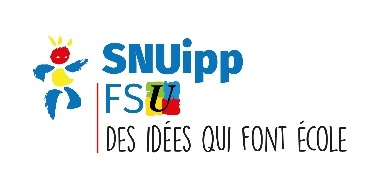 SNUipp
FSU
DES IDÉES QUI FONT ÉCOLE